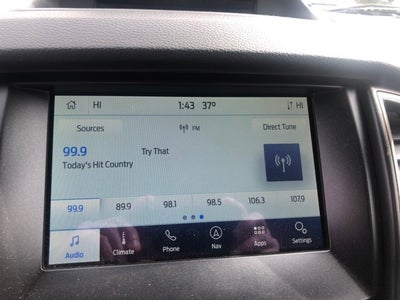 HI 1:43 37° HI
Sources FM Direct Tune
99.9 Try That
Today's Hit Country
99.9 89.9 98.1 98.5 106.3 107.9
Audio Climate Phone Nav Apps Settings